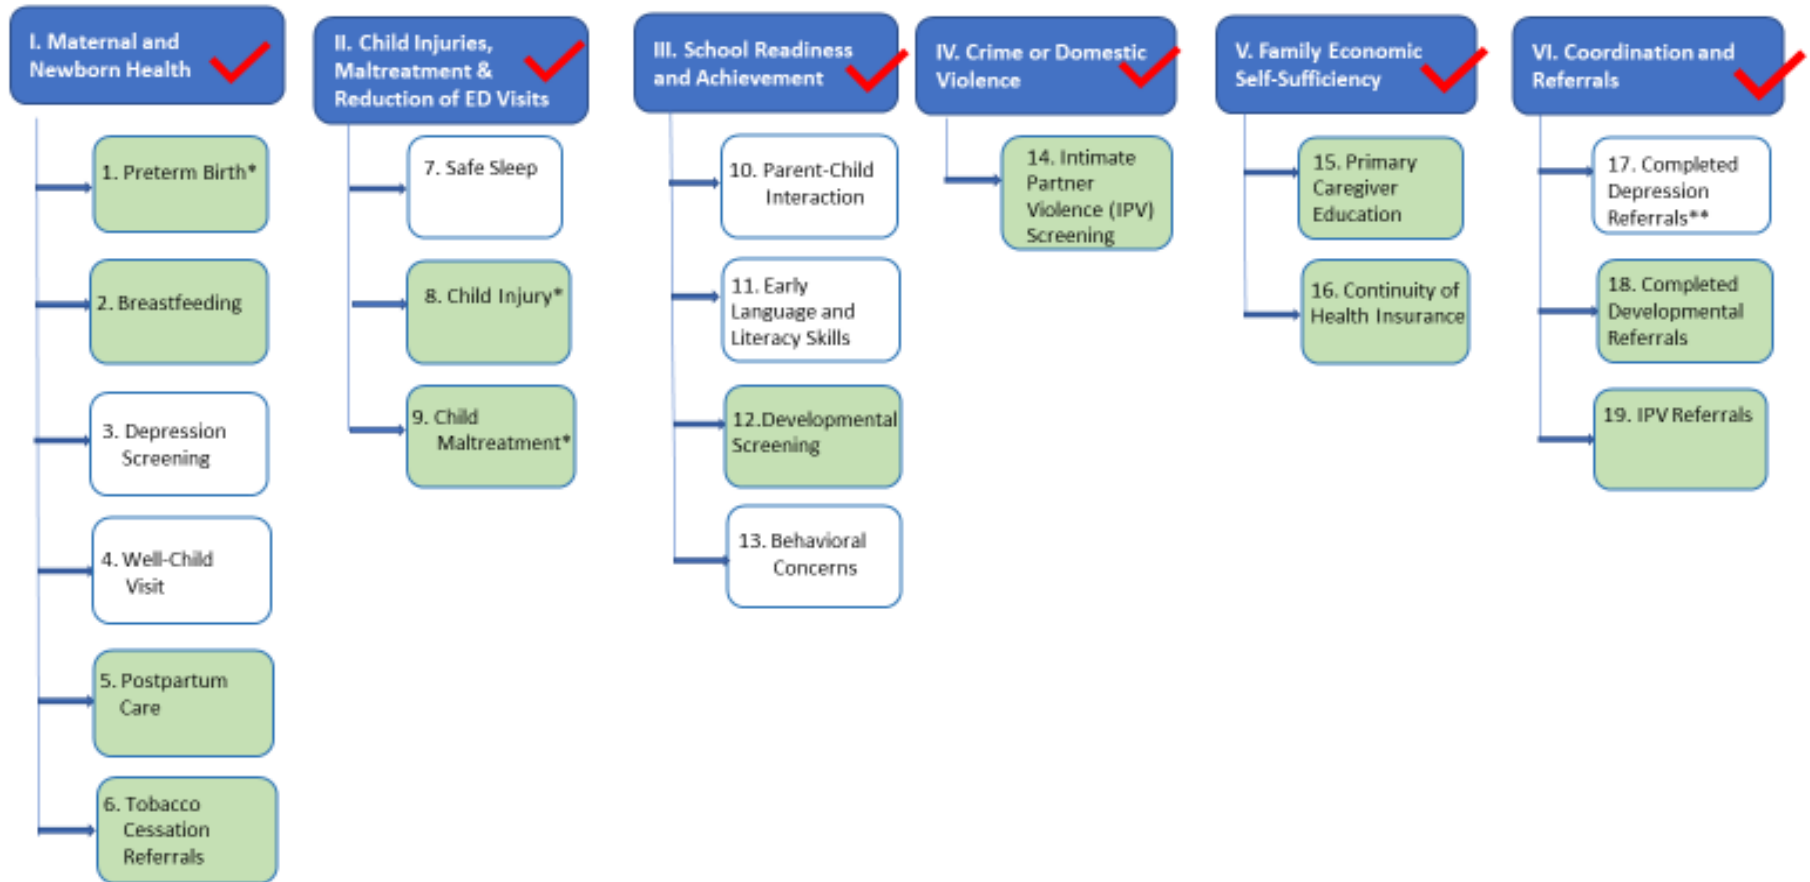 I. Maternal and
Newborn Health
1. Preterm Birth*
2. Breastfeeding
3. Depression
Screening
4. Well-Child
Visit
5. Postpartum
Care
6. Tobacco
Cessation
Referrals
II. Child Injuries,
Maltreatment &
Reduction of ED Visits
7. Safe Sleep
8. Child Injury*
9. Child
Maltreatment*
III. School Readiness
and Achievement
10. Parent-Child
Interaction
11. Early
Language and
Literacy Skills
12.Developmental
Screening
13. Behavioral
Concerns
IV. Crime or Domestic
Violence
14. Intimate
Partner
Violence (IPV)
Screening
V. Family Economic
Self-Sufficiency
15. Primary
Caregiver
Education
16. Continuity of
Health Insurance
VI. Coordination and
Referrals
17. Completed
Depression
Referrals**
18. Completed
Developmental
Referrals
19. IPV Referrals